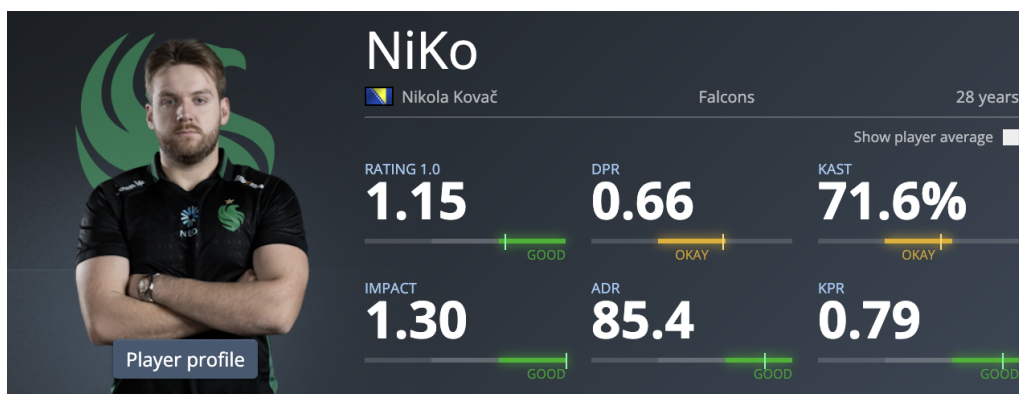 NiKo
Nikola Kovač Falcons 28 years
Show player average
RATING 1.0 DPR KAST
1.15 0.66 71.6%
GOOD OKAY OKAY
IMPACT ADR KPR
1.30 85.4 0.79
GOOD GOOD GOOD
NEO
Player profile